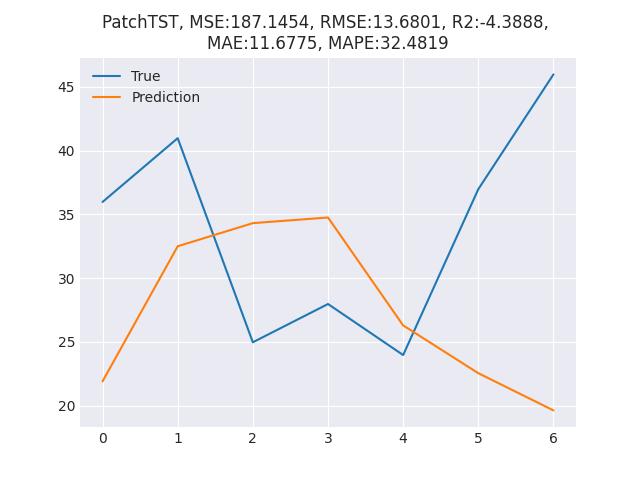 PatchTST, MSE:187.1454, RMSE:13.6801, R2:-4.3888,
MAE:11.6775, MAPE:32.4819
True
Prediction
45
40
35
30
25
20
0 1 2 3 4 5 6